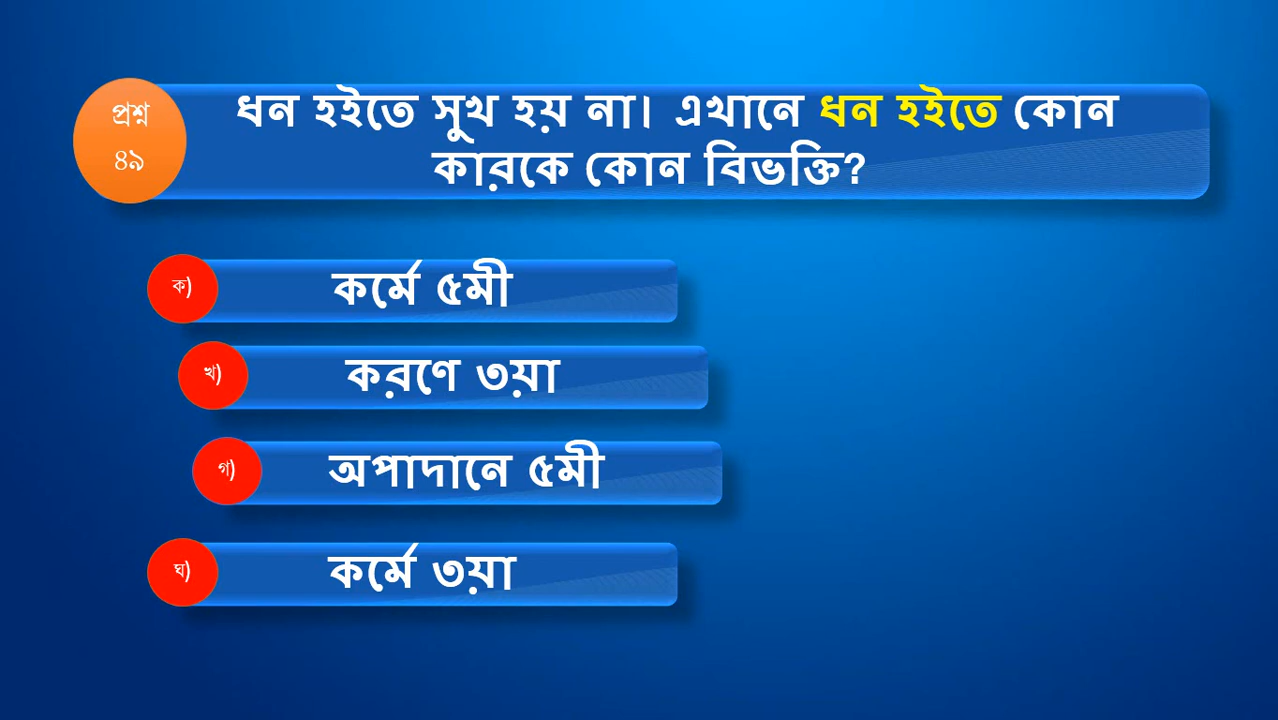 প্রশ্ন
৪৯
ধন হইতে সুখ হয় না। এখানে ধন হইতে কোন
কারকে কোন বিভক্তি?
ক) কর্মে ৫মী
খ) করণে ৩য়া
গ) অপাদানে ৫মী
ঘ) কর্মে ৩য়া